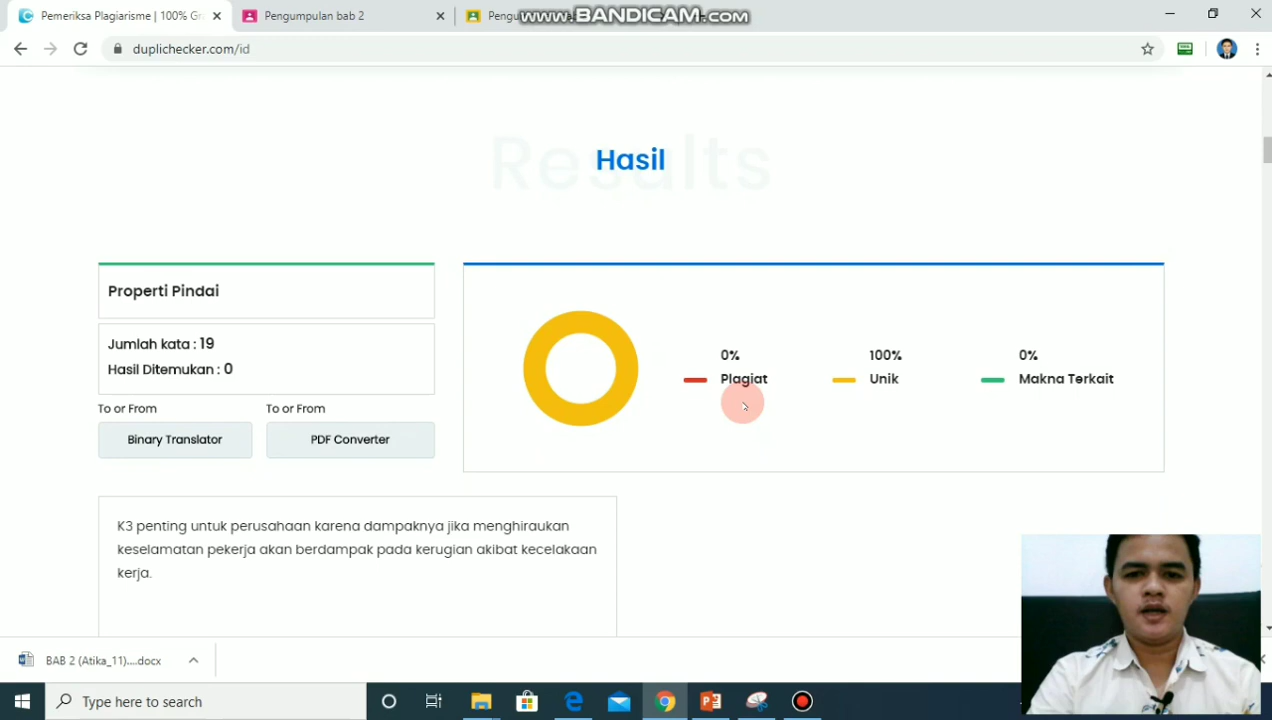 Pemeriksa Plagiarisme | 100% Gr
Pengumpulan bab 2
Pengu
www.BANDICAM.com
duplichecker.com/id
Results
Hasil
Properti Pindai
Jumlah kata : 19
Hasil Ditemukan : 0
To or From
To or From
Binary Translator
PDF Converter
0%
Plagiat
100%
Unik
0%
Makna Terkait
K3 penting untuk perusahaan karena dampaknya jika menghiraukan
keselamatan pekerja akan berdampak pada kerugian akibat kecelakaan
kerja.
BAB 2 (Atika_11)....docx
Type here to search